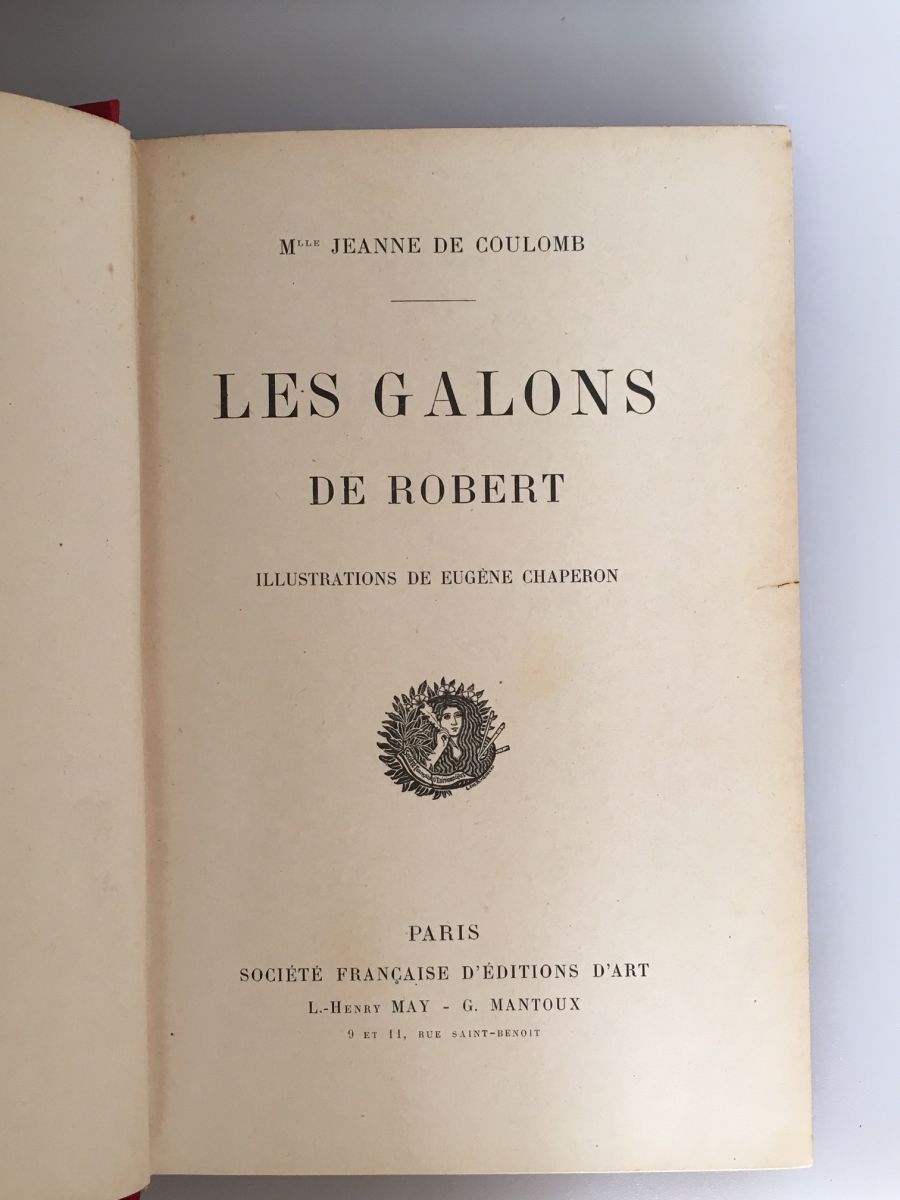 Mlle JEANNE DE COULOMB
LES GALONS
DE ROBERT
ILLUSTRATIONS DE EUGÈNE CHAPERON
PARIS
SOCIÉTÉ FRANÇAISE D'ÉDITIONS D'ART
L.-Henry MAY - G. MANTOUX
9 ET 11, RUE SAINT-BENOIT